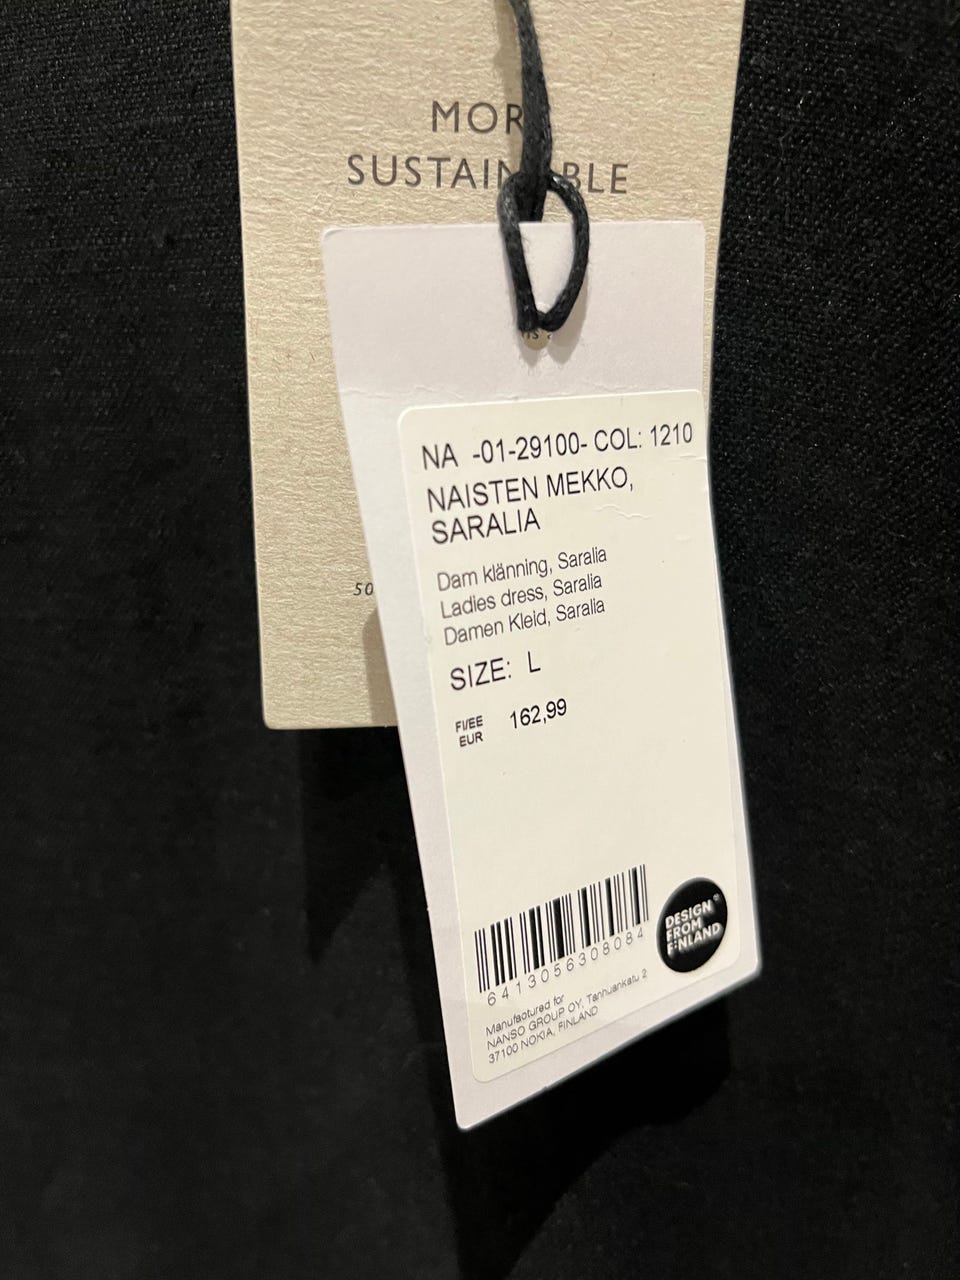 MOR
SUSTAIN BLE
50
NA -01-29100- COL: 1210
NAISTEN MEKKO,
SARALIA
Dam klänning, Saralia
Ladies dress, Saralia
Damen Kleid, Saralia
SIZE: L
FI/EE
EUR
162,99
6413056308084
DESIGN
FROM
FINLAND
Manufactured for
NANSO GROUP OY, Tanhuankatu 2
37100 NOKIA, FINLAND